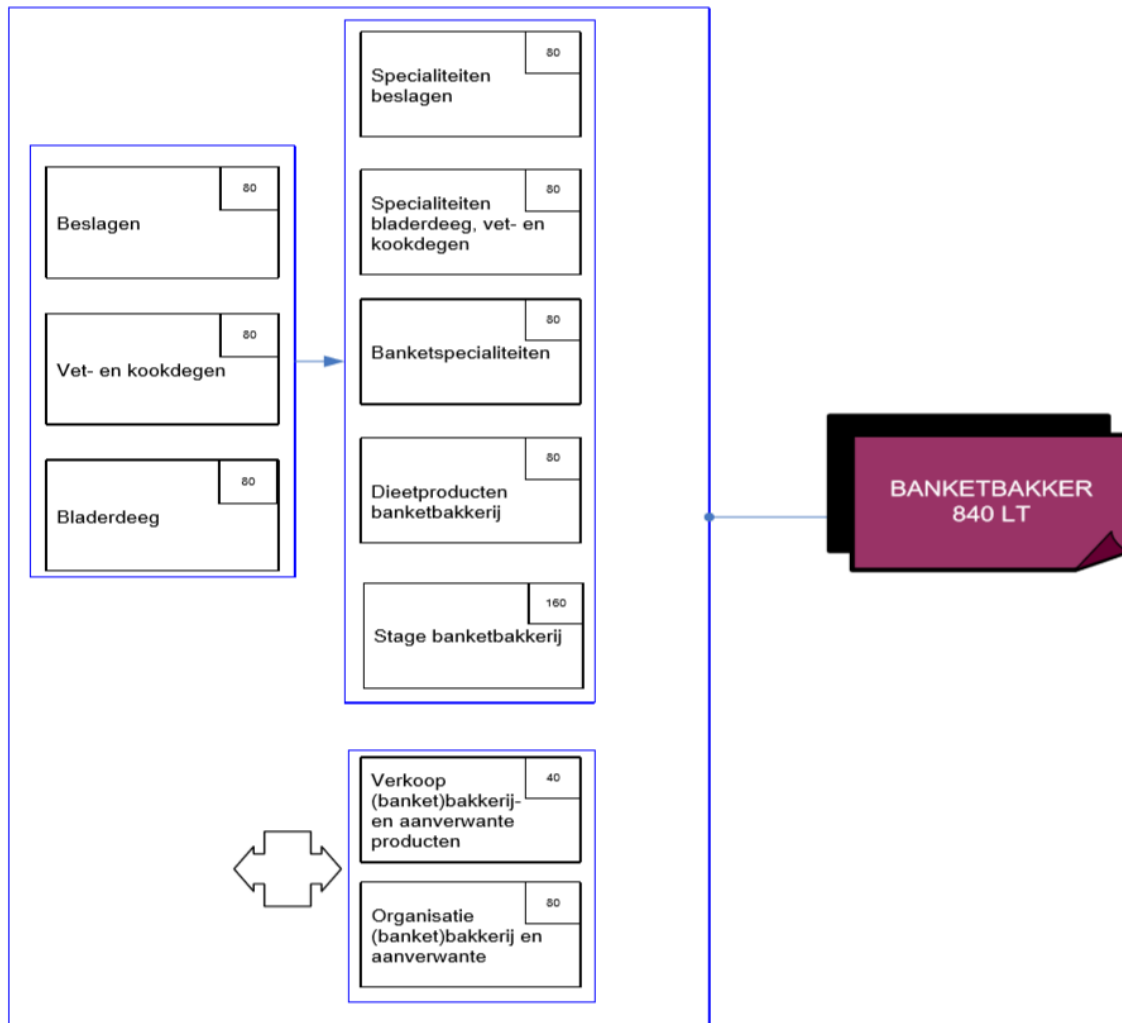 80
Beslagen
80
Vet- en kookdegen
80
Bladerdeeg
80
Specialiteiten
beslagen
80
Specialiteiten
bladerdeeg, vet- en
kookdegen
80
Banketspecialiteiten
80
Dieetproducten
banketbakkerij
160
Stage banketbakkerij
40
Verkoop
(banket)bakkerij-
en aanverwante
producten
80
Organisatie
(banket)bakkerij en
aanverwante
BANKETBAKKER
840 LT